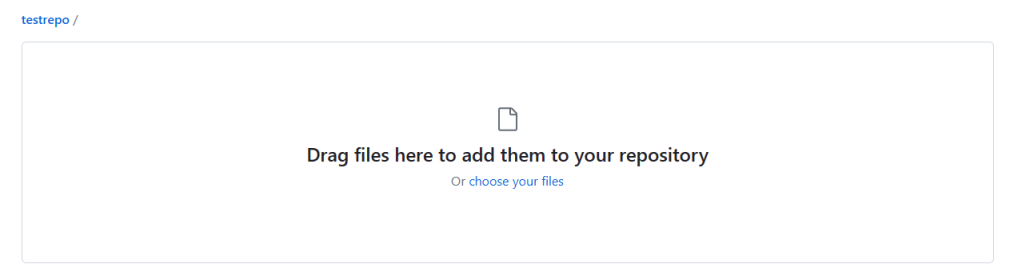 testrepo /
Drag files here to add them to your repository
Or choose your files